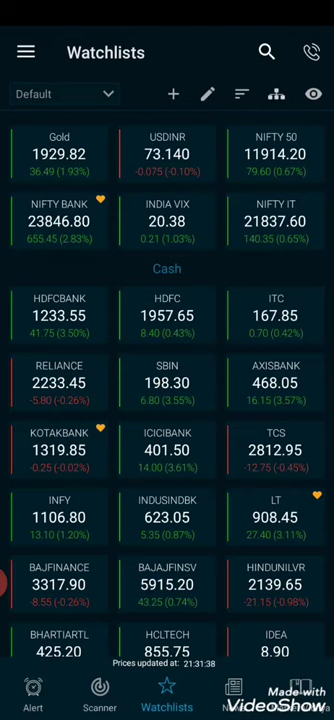 Watchlists
Default
Gold USDINR NIFTY 50
1929.82 73.140 11914.20
36.49 (1.93%) -0.075 (-0.10%) 79.60 (0.67%)
NIFTY BANK INDIA VIX NIFTY IT
23846.80 20.38 21837.60
655.45 (2.83%) 0.21 (1.03%) 140.35 (0.65%)
Cash
HDFCBANK HDFC ITC
1233.55 1957.65 167.85
41.75 (3.50%) 8.40 (0.43%) 0.70 (0.42%)
RELIANCE SBIN AXISBANK
2233.45 198.30 468.05
-5.80 (-0.26%) 6.80 (3.55%) 16.15 (3.57%)
KOTAKBANK ICICIBANK TCS
1319.85 401.50 2812.95
-0.25 (-0.02%) 14.00 (3.61%) -12.75 (-0.45%)
INFY INDUSINDBK LT
1106.80 623.05 908.45
13.10 (1.20%) 5.35 (0.87%) 27.40 (3.11%)
BAJFINANCE BAJAJFINSV HINDUNILVR
3317.90 5915.20 2139.65
-8.55 (-0.26%) 43.25 (0.74%) -21.15 (-0.98%)
BHARTIARTL HCLTECH IDEA
425.20 855.75 8.90
Prices updated at: 21:31:38
Alert Scanner Watchlists
Made with
VideoShow